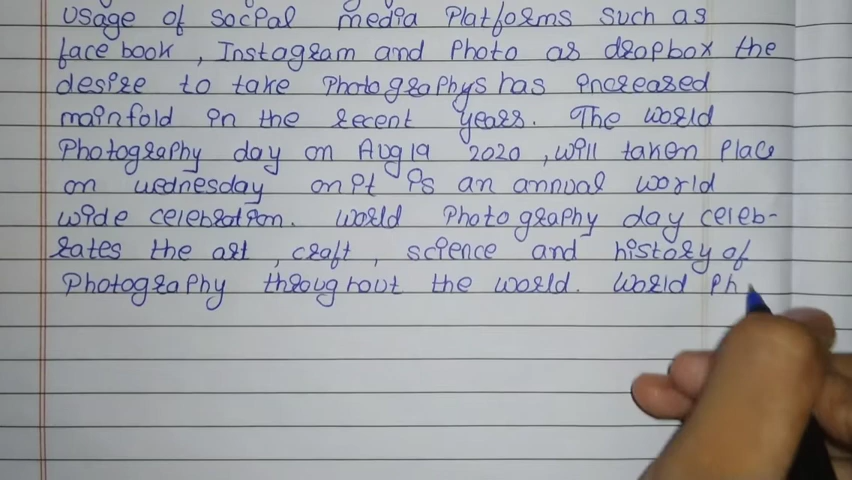 usage of social media platforms such as
face book , Instagram and photo as dropbox the
desire to take photographys has increased
mainfold in the recent years. The world
photography day on Aug 19 2020 , will taken place
on wednesday on it is an annual world
wide celebration. World photography day celeb-
rates the art , craft , science and history of
photography througrout the world. World ph